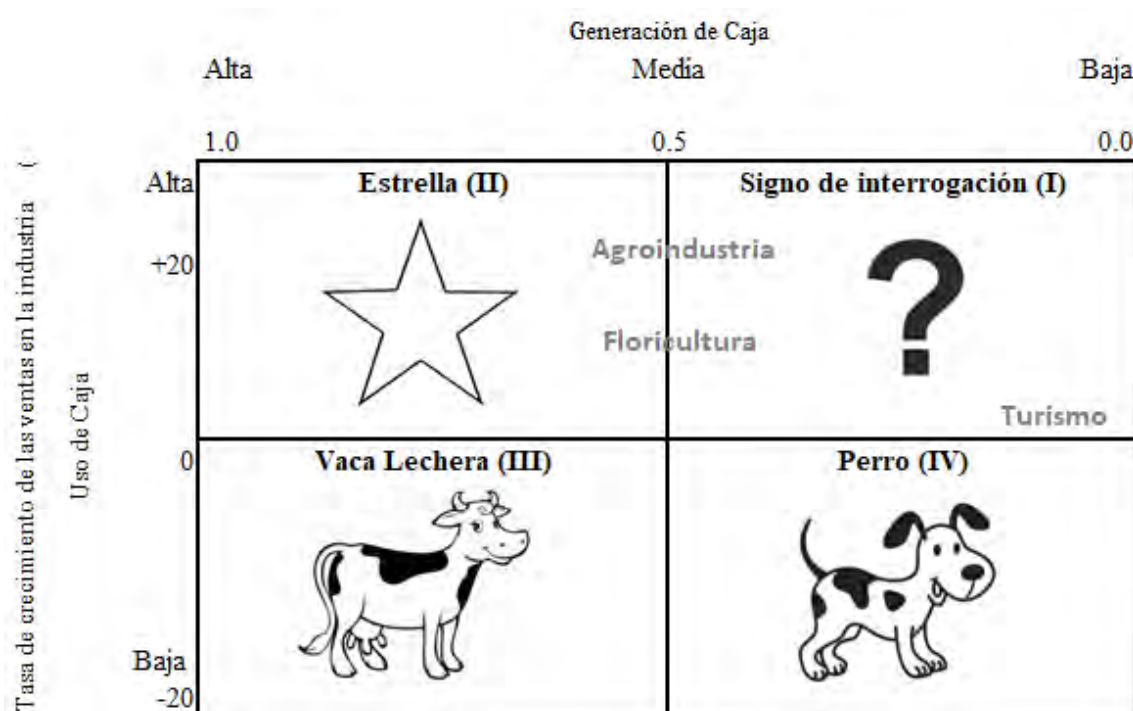 Generación de Caja
Alta Media Baja
1.0 0.5 0.0
Tasa de crecimiento de las ventas en la industria (
Uso de Caja
Alta
+20
0
Baja
-20
Estrella (II)
Signo de interrogación (I)
Agroindustria
Floricultura
?
Turismo
Vaca Lechera (III)
Perro (IV)